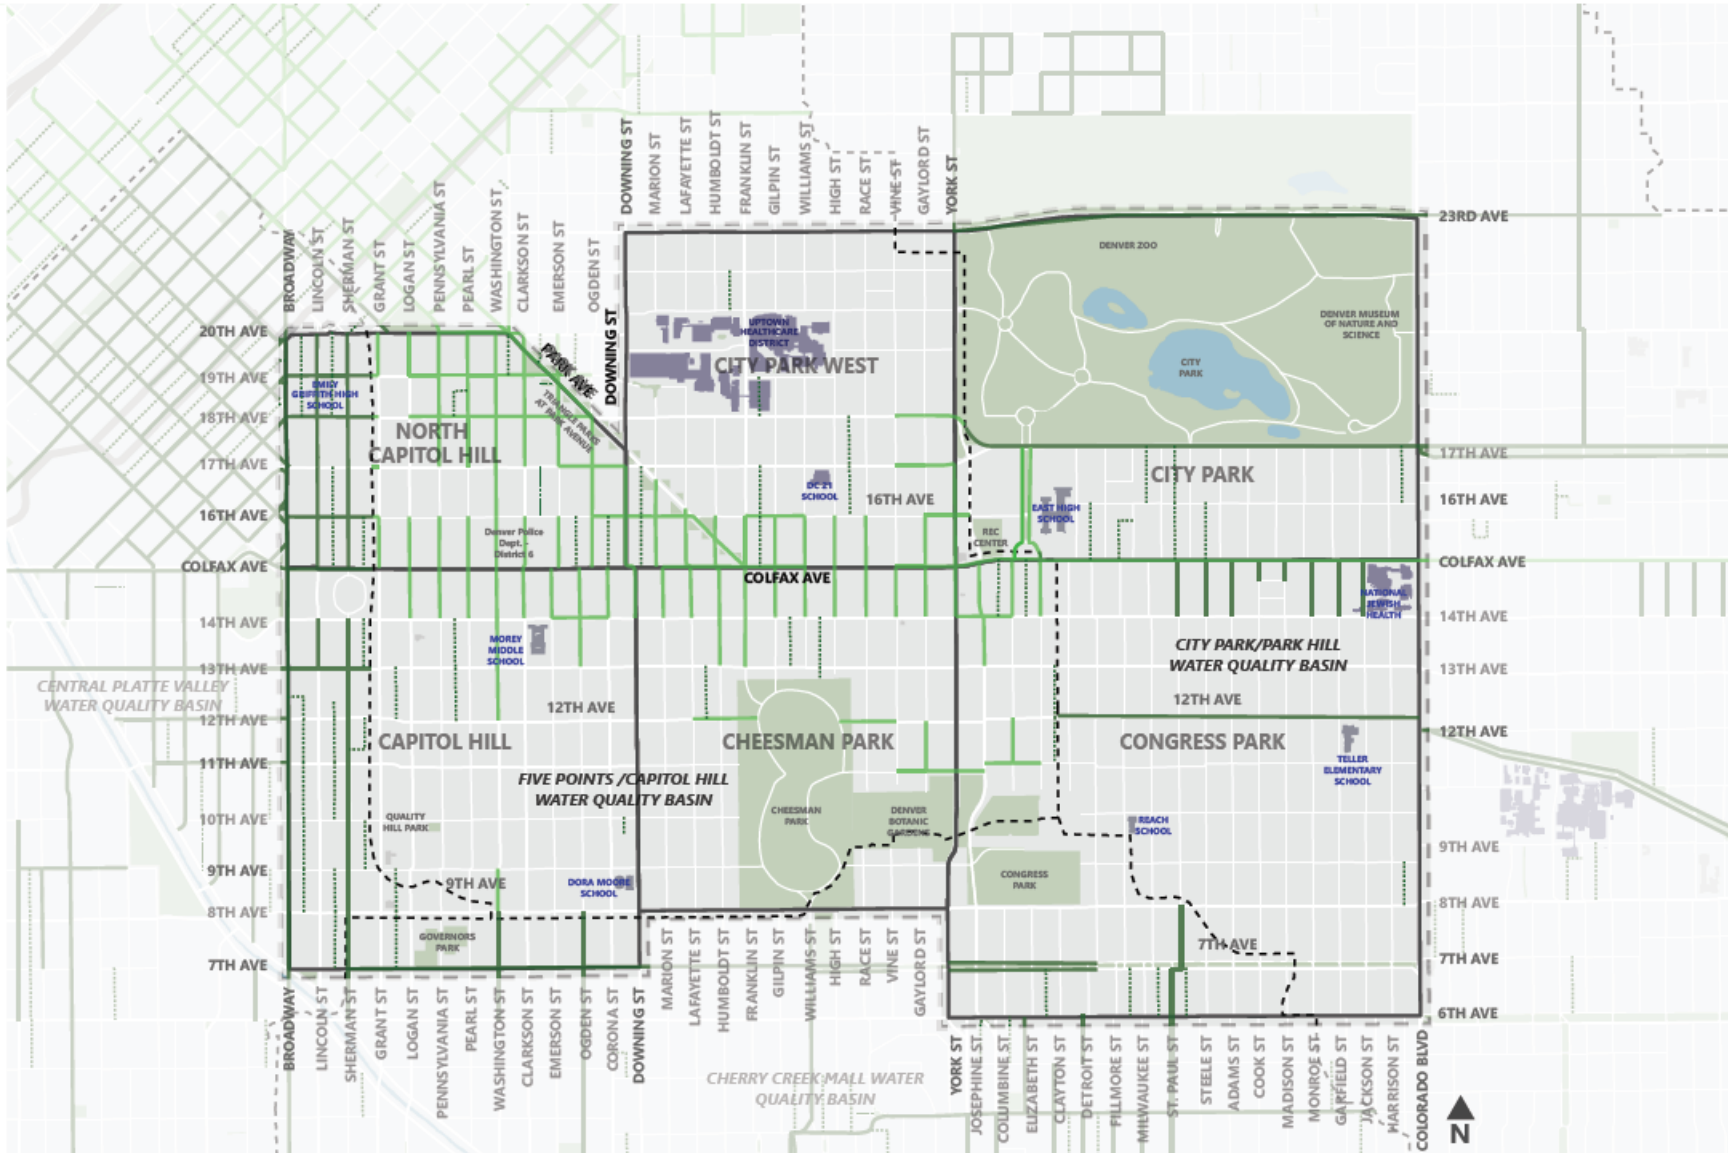 DOWNING ST
MARION ST
LAFAYETTE ST
HUMBOLDT ST
FRANKLIN ST
GILPIN ST
WILLIAMS ST
HIGH ST
RACE ST
VINE ST
GAYLORD ST
YORK ST
BROADWAY
LINCOLN ST
SHERMAN ST
GRANT ST
LOGAN ST
PENNSYLVANIA ST
PEARL ST
WASHINGTON ST
CLARKSON ST
EMERSON ST
OGDEN ST
DOWNING ST
PARK AVE
TRIANGLE PARKS
AT PARK AVENUE
23RD AVE
DENVER ZOO
DENVER MUSEUM
OF NATURE AND
SCIENCE
CITY
PARK
20TH AVE
19TH AVE
18TH AVE
17TH AVE
16TH AVE
COLFAX AVE
14TH AVE
13TH AVE
12TH AVE
11TH AVE
10TH AVE
9TH AVE
8TH AVE
7TH AVE
EMILY
GRIFFITH HIGH
SCHOOL
UPTOWN
HEALTHCARE
DISTRICT
CITY PARK WEST
NORTH
CAPITOL HILL
17TH AVE
CITY PARK
16TH AVE
DC 21
SCHOOL
16TH AVE
EAST HIGH
SCHOOL
REC
CENTER
Denver Police
Dept. -
District 6
COLFAX AVE
COLFAX AVE
NATIONAL
JEWISH
HEALTH
14TH AVE
MOREY
MIDDLE
SCHOOL
CITY PARK/PARK HILL
WATER QUALITY BASIN
13TH AVE
CENTRAL PLATTE VALLEY
WATER QUALITY BASIN
12TH AVE
12TH AVE
12TH AVE
CAPITOL HILL
CHEESMAN PARK
CONGRESS PARK
TELLER
ELEMENTARY
SCHOOL
FIVE POINTS /CAPITOL HILL
WATER QUALITY BASIN
QUALITY
HILL PARK
CHEESMAN
PARK
DENVER
BOTANIC
GARDENS
REACH
SCHOOL
9TH AVE
9TH AVE
DORA MOORE
SCHOOL
CONGRESS
PARK
8TH AVE
GOVERNORS
PARK
7TH AVE
7TH AVE
6TH AVE
MARION ST
LAFAYETTE ST
HUMBOLDT ST
FRANKLIN ST
GILPIN ST
WILLIAMS ST
HIGH ST
RACE ST
VINE ST
GAYLORD ST
BROADWAY
LINCOLN ST
SHERMAN ST
GRANT ST
LOGAN ST
PENNSYLVANIA ST
PEARL ST
WASHINGTON ST
CLARKSON ST
EMERSON ST
OGDEN ST
CORONA ST
DOWNING ST
CHERRY CREEK MALL WATER
QUALITY BASIN
YORK ST
JOSEPHINE ST
COLUMBINE ST
ELIZABETH ST
CLAYTON ST
DETROIT ST
FILLMORE ST
MILWAUKEE ST
ST. PAUL ST
STEELE ST
ADAMS ST
COOK ST
MADISON ST
MONROE ST
GARFIELD ST
JACKSON ST
HARRISON ST
COLORADO BLVD
N